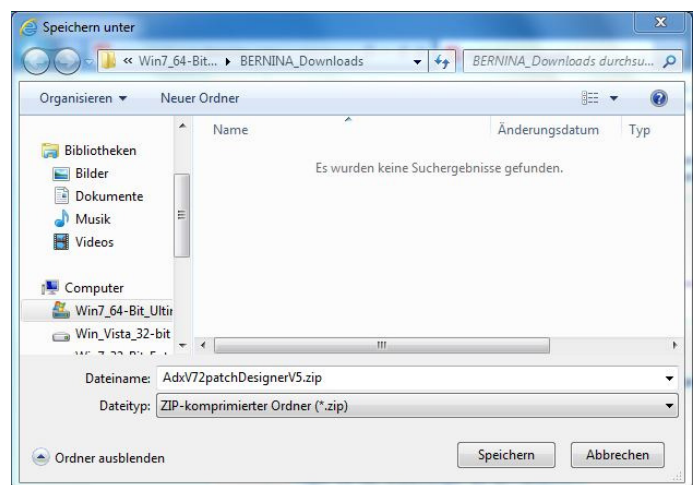 Speichern unter
« Win7_64-Bit... BERNINA_Downloads BERNINA_Downloads durchsu...
Organisieren Neuer Ordner
Name Änderungsdatum Typ
Es wurden keine Suchergebnisse gefunden.
Bibliotheken
Bilder
Dokumente
Musik
Videos
Computer
Win7_64-Bit_Ultir
Win_Vista_32-bit
Dateiname: AdxV72patchDesignerV5.zip
Dateityp: ZIP-komprimierter Ordner (*.zip)
Ordner ausblenden Speichern Abbrechen